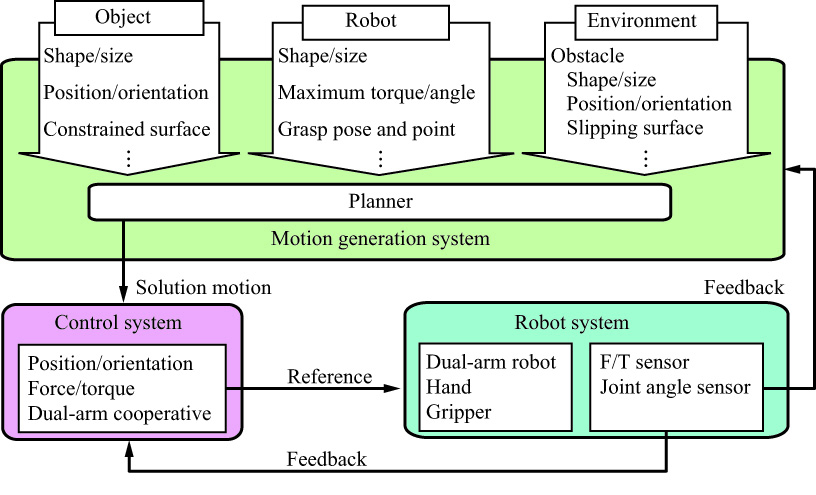 Object
Robot
Environment
Shape/size
Position/orientation
Constrained surface
⋮
Shape/size
Maximum torque/angle
Grasp pose and point
⋮
Obstacle
Shape/size
Position/orientation
Slipping surface
⋮
Planner
Motion generation system
Solution motion
Feedback
Control system
Position/orientation
Force/torque
Dual-arm cooperative
Reference
Robot system
Dual-arm robot
Hand
Gripper
F/T sensor
Joint angle sensor
Feedback